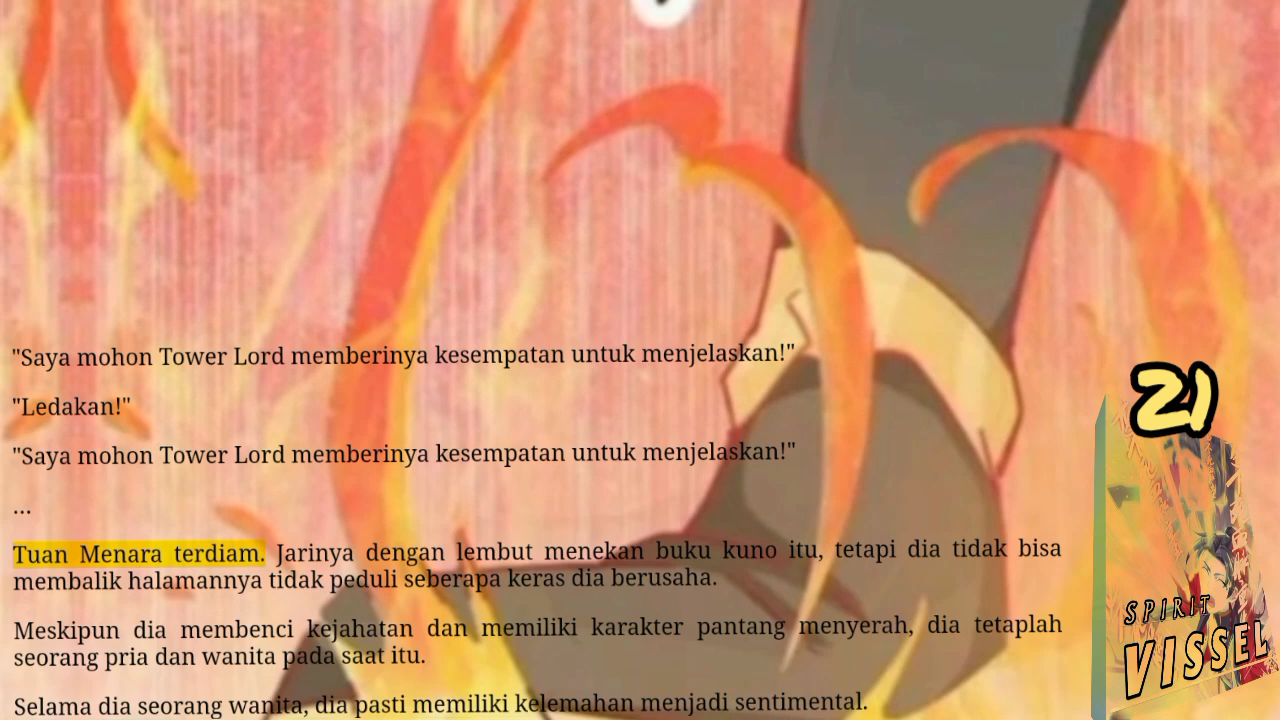 "Saya mohon Tower Lord memberinya kesempatan untuk menjelaskan!"
"Ledakan!"
"Saya mohon Tower Lord memberinya kesempatan untuk menjelaskan!"
...
Tuan Menara terdiam. Jarinya dengan lembut menekan buku kuno itu, tetapi dia tidak bisa
membalik halamannya tidak peduli seberapa keras dia berusaha.
Meskipun dia membenci kejahatan dan memiliki karakter pantang menyerah, dia tetaplah
seorang pria dan wanita pada saat itu.
Selama dia seorang wanita, dia pasti memiliki kelemahan menjadi sentimental.
21
SPIRIT
VISSEL